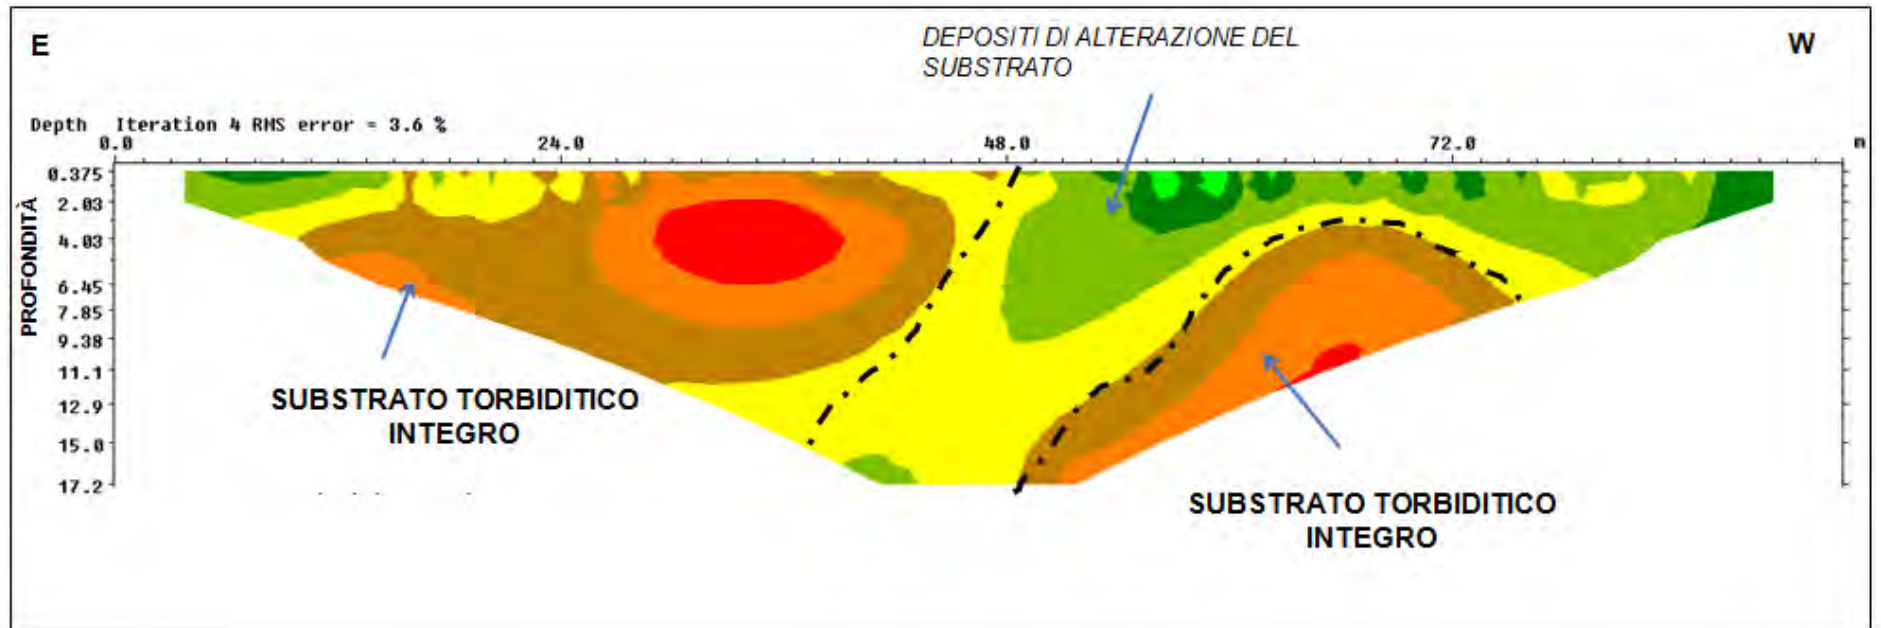 E
DEPOSITI DI ALTERAZIONE DEL
SUBSTRATO
W
Depth Iteration 4 RMS error = 3.6 %
0.0 24.0 48.0 72.0 m
PROFONDITÀ
0.375
2.03
4.03
6.45
7.85
9.38
11.1
12.9
15.0
17.2
SUBSTRATO TORBIDITICO
INTEGRO
SUBSTRATO TORBIDITICO
INTEGRO